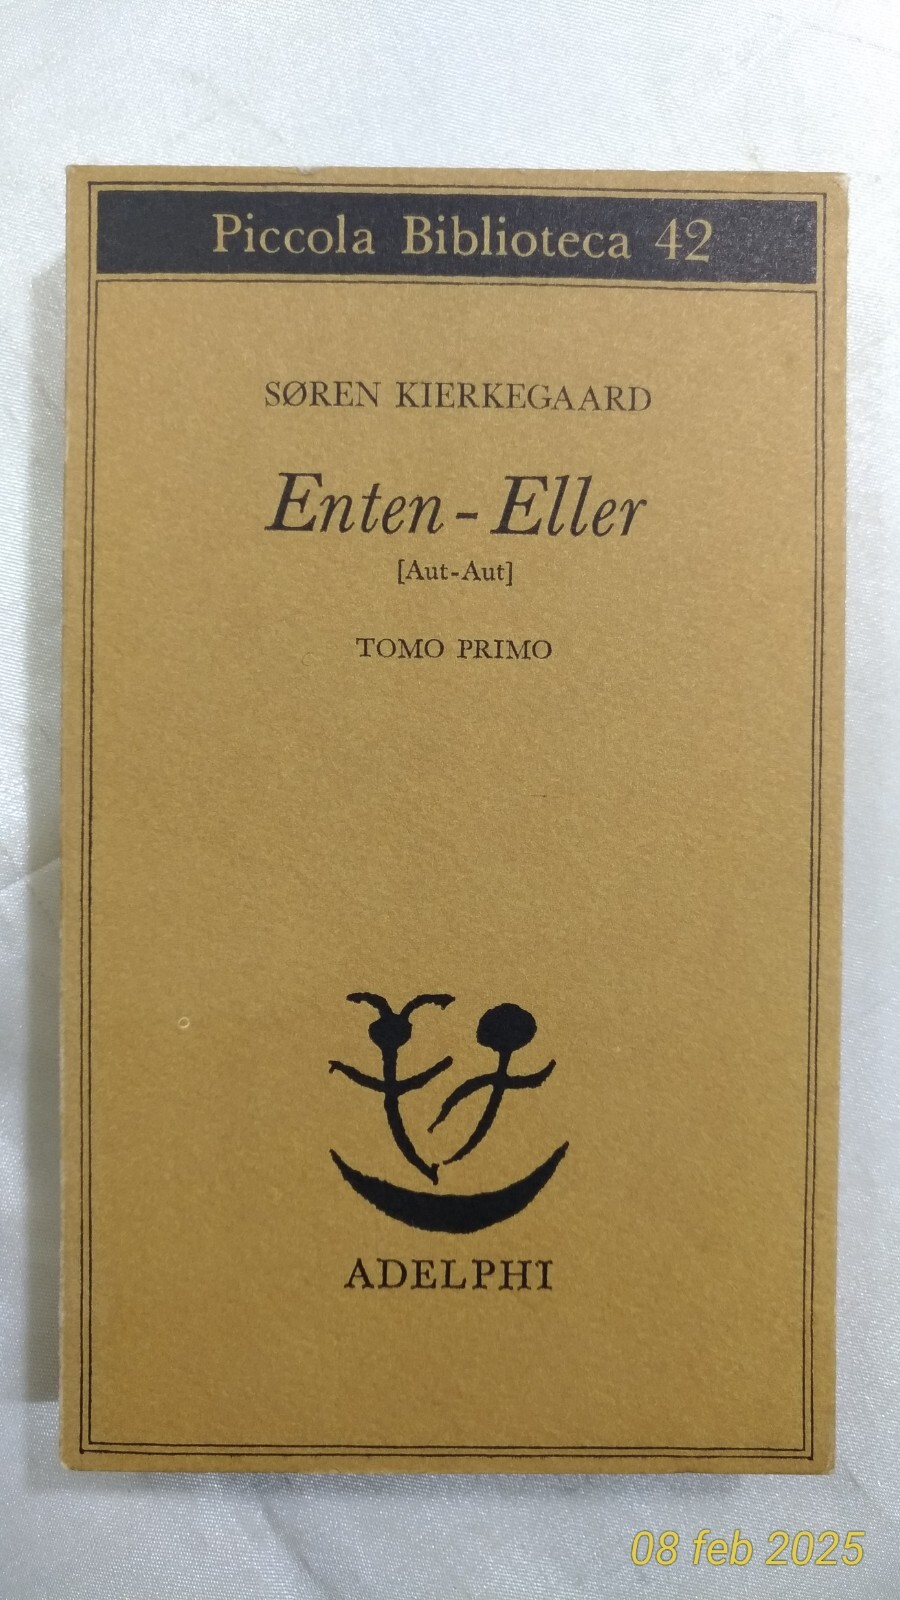 Piccola Biblioteca 42
SØREN KIERKEGAARD
Enten - Eller
[Aut-Aut]
TOMO PRIMO
ADELPHI
08 feb 2025